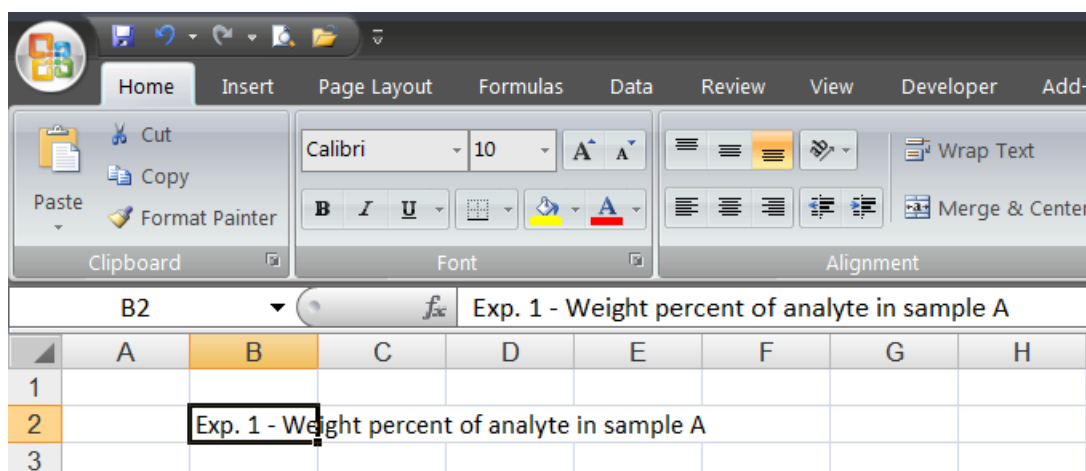 Home Insert Page Layout Formulas Data Review View Developer Add-
Cut
Copy
Paste
Format Painter
Clipboard
Calibri 10 A A
B I U A
Font
Wrap Text
Merge & Center
Alignment
B2 fx Exp. 1 - Weight percent of analyte in sample A
A B C D E F G H
1
2 Exp. 1 - Weight percent of analyte in sample A
3